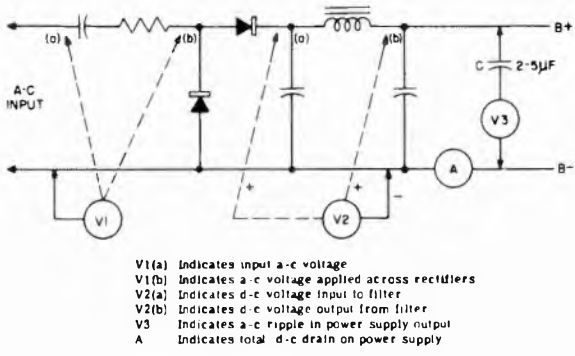 (a) (b) (a) (b) B+
A-C
INPUT
C 2-5µF
V3
+ + − A B−
V1 V2
V1(a) Indicates input a-c voltage
V1(b) Indicates a-c voltage applied across rectifiers
V2(a) Indicates d-c voltage input to filter
V2(b) Indicates d-c voltage output from filter
V3 Indicates a-c ripple in power supply output
A Indicates total d-c drain on power supply